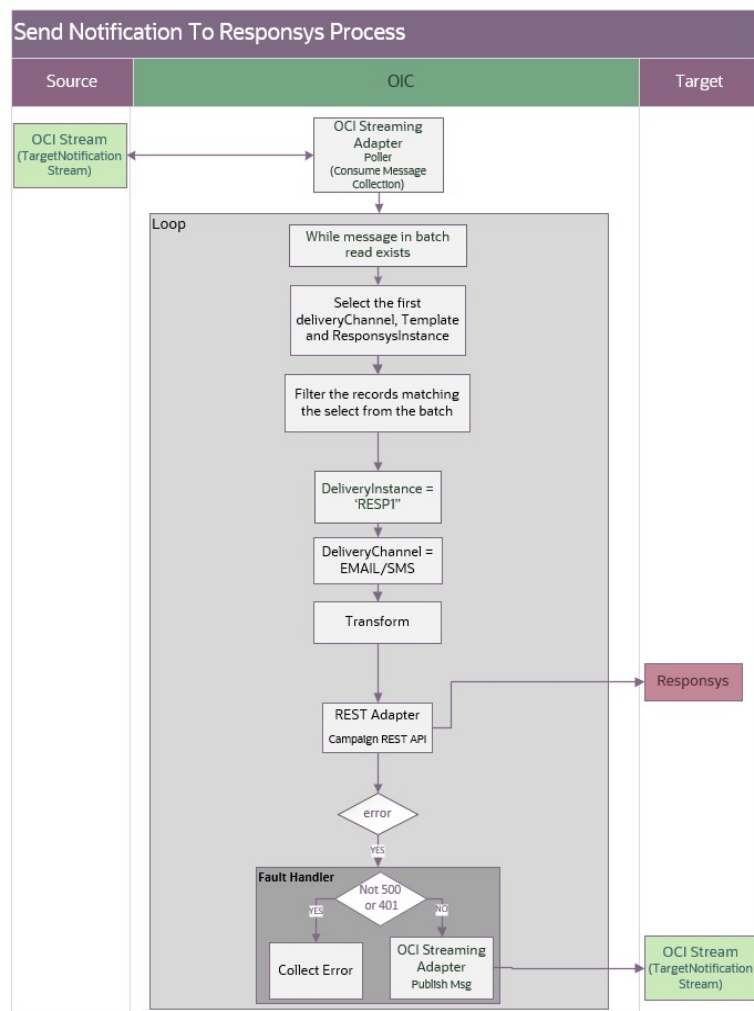 Send Notification To Responsys Process
Source
OIC
Target
OCI Stream
(TargetNotification
Stream)
OCI Streaming
Adapter
Poller
(Consume Message
Collection)
Loop
While message in batch
read exists
Select the first
deliveryChannel, Template
and ResponsysInstance
Filter the records matching
the select from the batch
DeliveryInstance =
‘RESP1”
DeliveryChannel =
EMAIL/SMS
Transform
Responsys
REST Adapter
Campaign REST API
error
YES
Fault Handler
Not 500
or 401
YES
NO
Collect Error
OCI Streaming
Adapter
Publish Msg
OCI Stream
(TargetNotification
Stream)